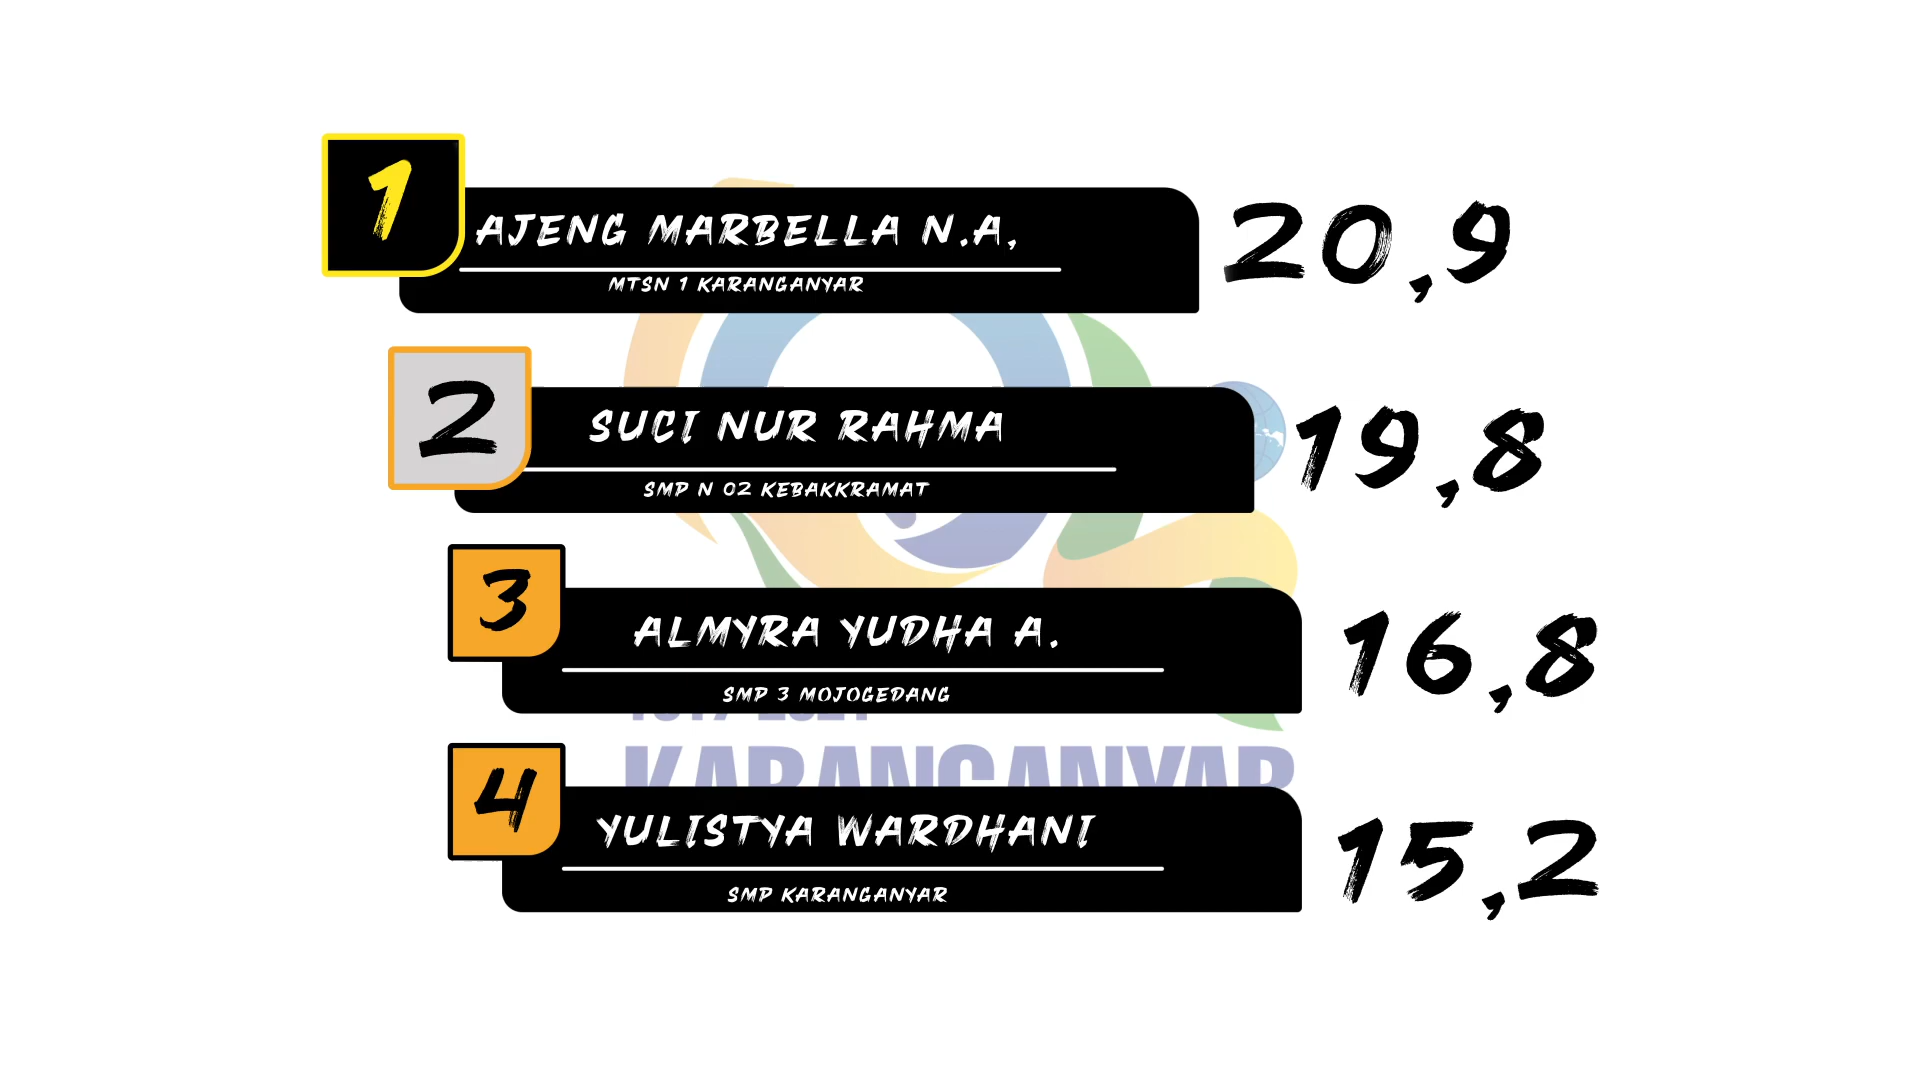 1
AJENG MARBELLA N.A,
MTSN 1 KARANGANYAR
20,9
2
SUCI NUR RAHMA
SMP N 02 KEBAKKRAMAT
19,8
3
ALMYRA YUDHA A.
SMP 3 MOJOGEDANG
16,8
KARANGANYAR
4
YULISTYA WARDHANI
SMP KARANGANYAR
15,2